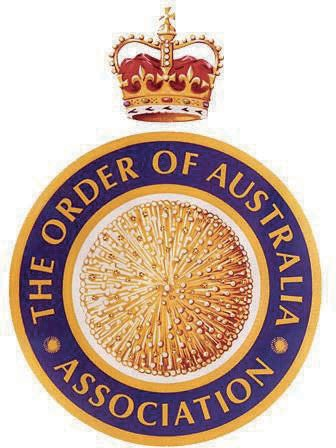 THE ORDER OF AUSTRALIA
ASSOCIATION